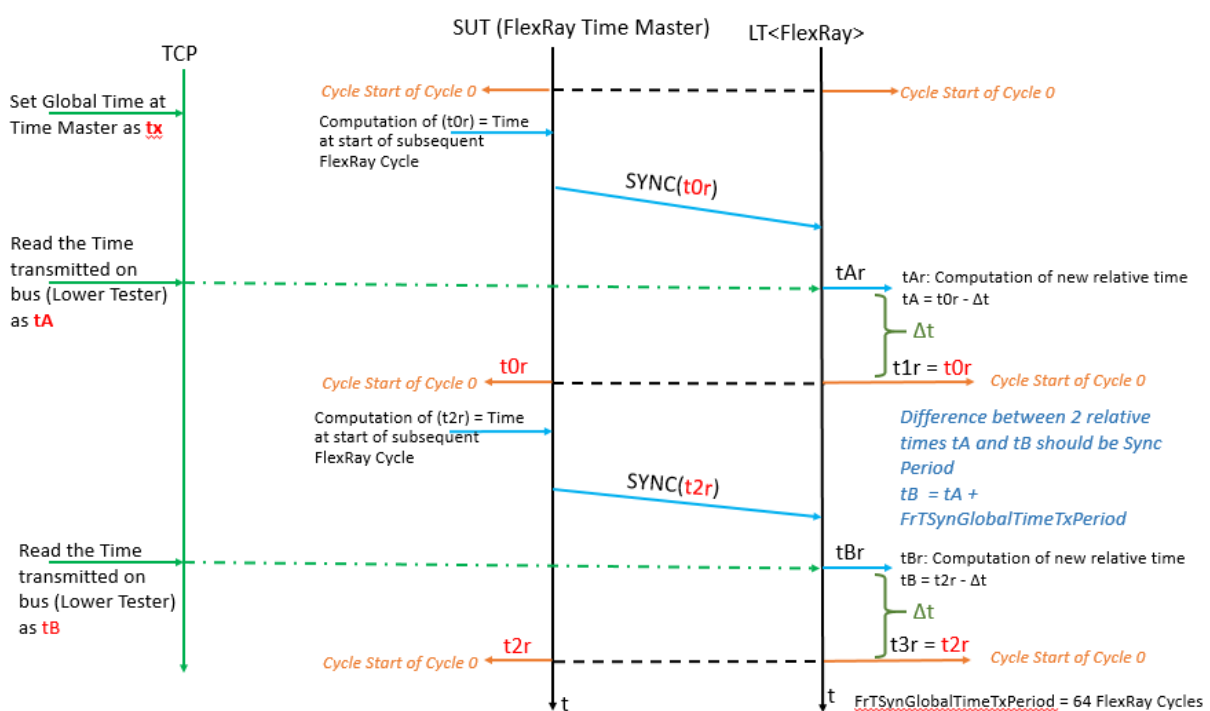 SUT (FlexRay Time Master)
LT<FlexRay>
TCP
Cycle Start of Cycle 0
Cycle Start of Cycle 0
Set Global Time at
Time Master as tx
Computation of (t0r) = Time
at start of subsequent
FlexRay Cycle
SYNC(t0r)
Read the Time
transmitted on
bus (Lower Tester)
as tA
tAr
tAr: Computation of new relative time
tA = t0r - Δt
Δt
t0r
t1r = t0r
Cycle Start of Cycle 0
Cycle Start of Cycle 0
Computation of (t2r) = Time
at start of subsequent
FlexRay Cycle
Difference between 2 relative
times tA and tB should be Sync
Period
tB = tA +
FrTSynGlobalTimeTxPeriod
SYNC(t2r)
Read the Time
transmitted on
bus (Lower Tester)
as tB
tBr
tBr: Computation of new relative time
tB = t2r - Δt
Δt
t2r
t3r = t2r
Cycle Start of Cycle 0
Cycle Start of Cycle 0
t
t
FrTSynGlobalTimeTxPeriod = 64 FlexRay Cycles